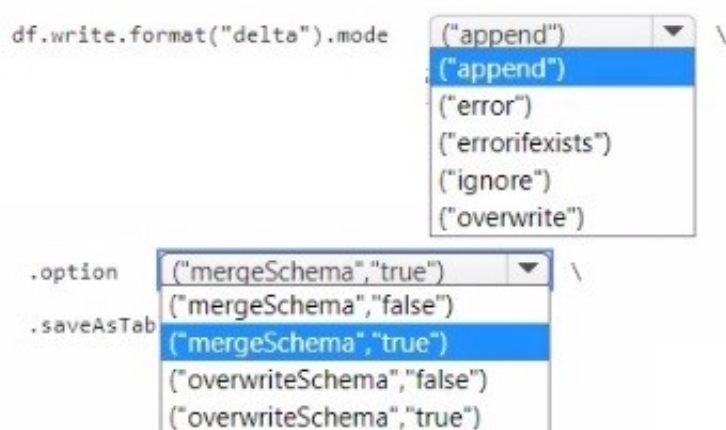 df.write.format("delta").mode ("append") \
("append")
("error")
("errorifexists")
("ignore")
("overwrite")
.option ("mergeSchema","true") \
("mergeSchema","false")
.saveAsTab ("mergeSchema","true")
("overwriteSchema","false")
("overwriteSchema","true")